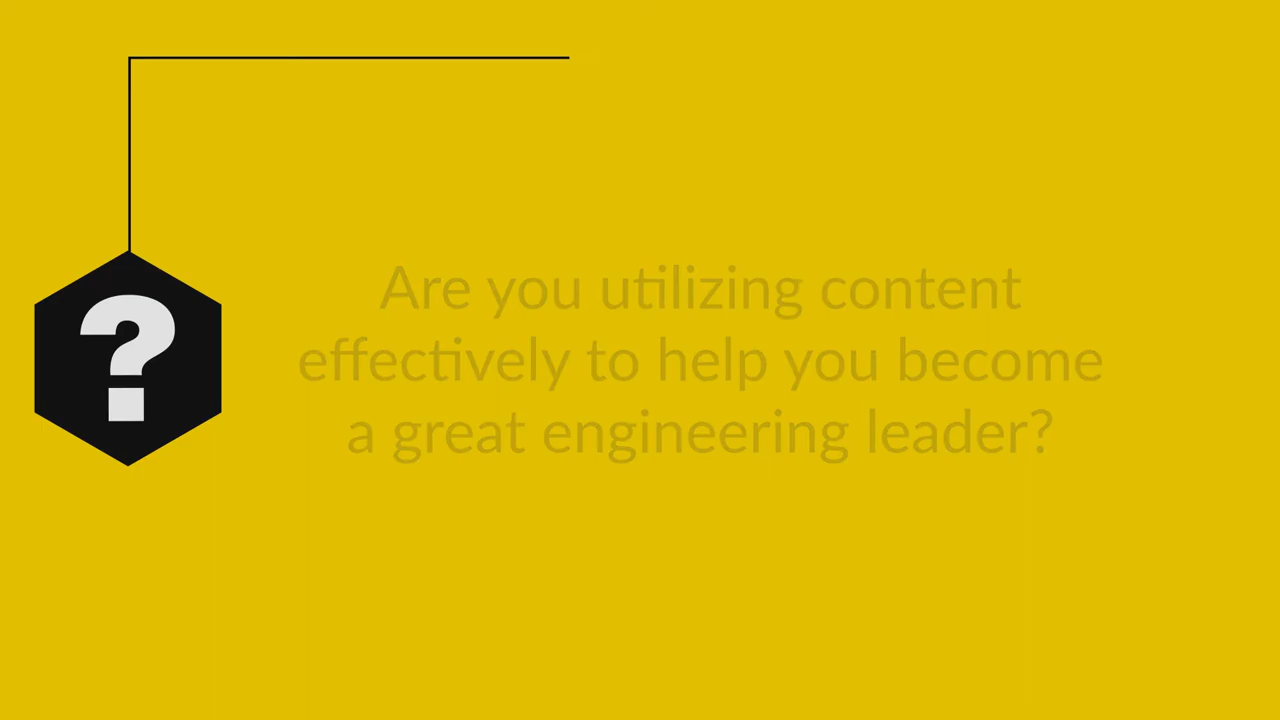 ?
Are you utilizing content
effectively to help you become
a great engineering leader?